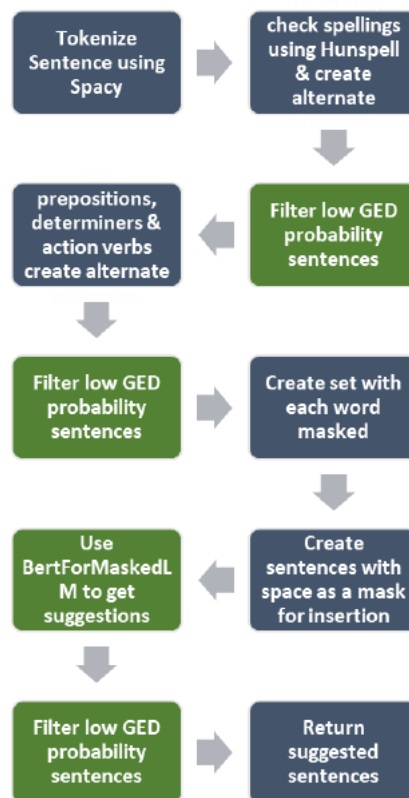 Tokenize
Sentence using
Spacy
check spellings
using Hunspell
& create
alternate
Filter low GED
probability
sentences
prepositions,
determiners &
action verbs
create alternate
Filter low GED
probability
sentences
Create set with
each word
masked
Create
sentences with
space as a mask
for insertion
Use
BertForMaskedL
M to get
suggestions
Filter low GED
probability
sentences
Return
suggested
sentences